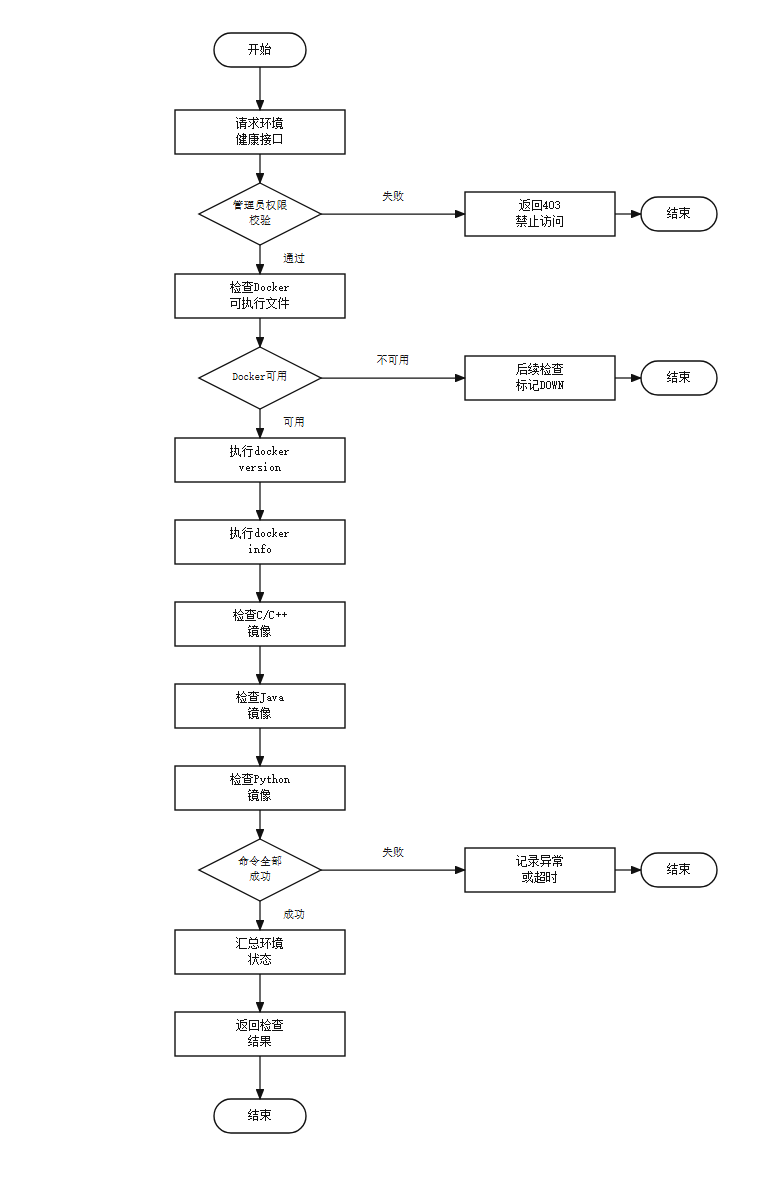 开始
请求环境
健康接口
管理员权限
校验
失败
返回403
禁止访问
结束
通过
检查Docker
可执行文件
Docker可用
不可用
后续检查
标记DOWN
结束
可用
执行docker
version
执行docker
info
检查C/C++
镜像
检查Java
镜像
检查Python
镜像
命令全部
成功
失败
记录异常
或超时
结束
成功
汇总环境
状态
返回检查
结果
结束